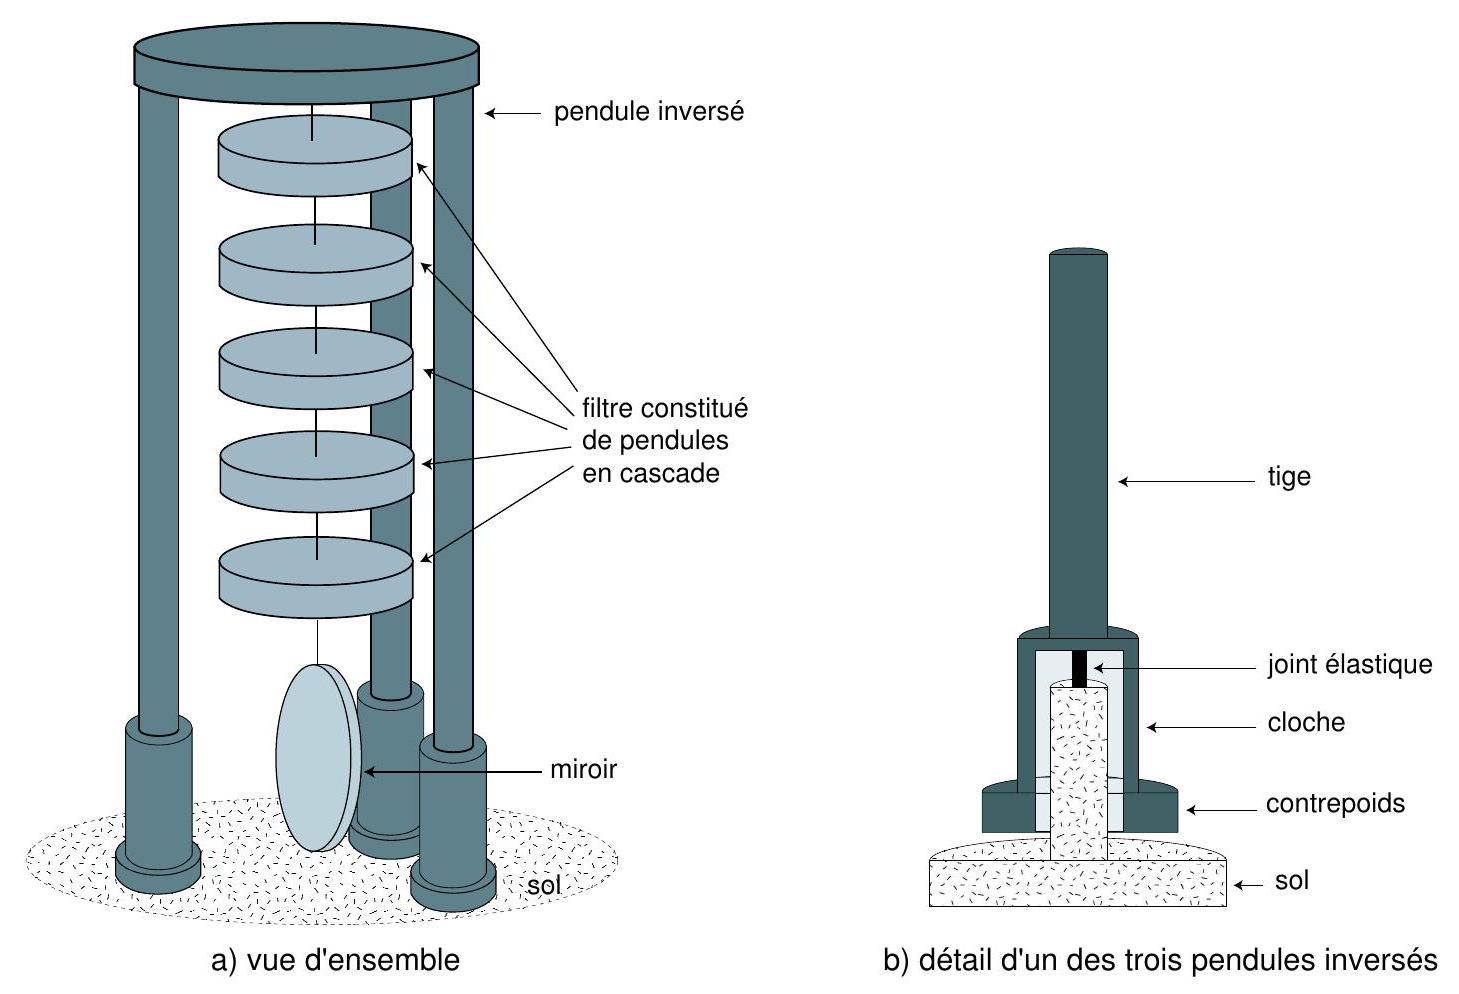 pendule inversé
filtre constitué
de pendules
en cascade
miroir
sol
a) vue d'ensemble
tige
joint élastique
cloche
contrepoids
sol
b) détail d'un des trois pendules inversés